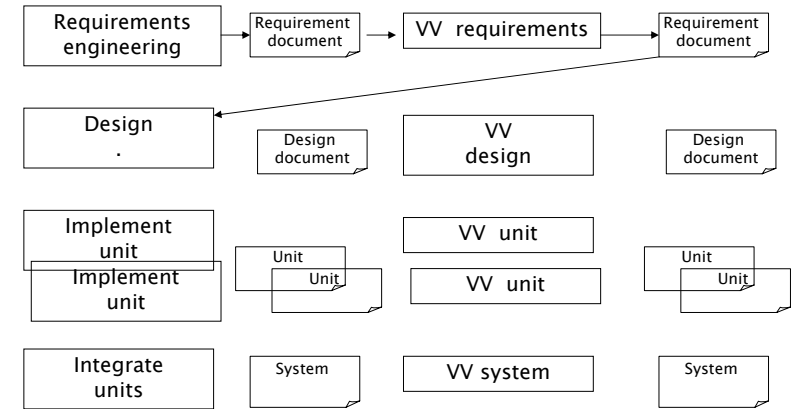 Requirements
engineering
Requirement
document
VV requirements
Requirement
document
Design
.
Design
document
VV
design
Design
document
Implement
unit
Implement
unit
Unit
Unit
VV unit
VV unit
Unit
Unit
Integrate
units
System
VV system
System